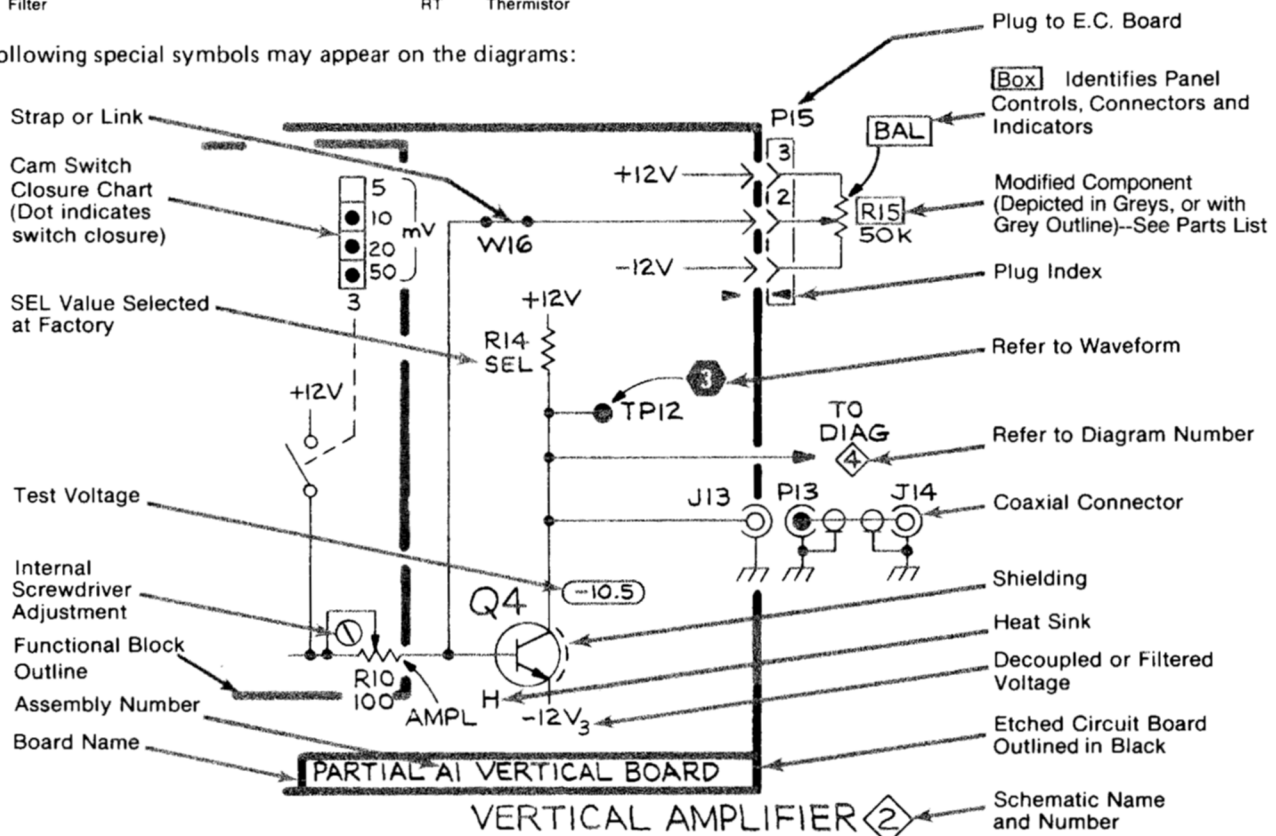 Filter
RT Thermistor
ollowing special symbols may appear on the diagrams:
Plug to E.C. Board
Box Identifies Panel
Controls, Connectors and
Indicators
Strap or Link
Cam Switch
Closure Chart
(Dot indicates
switch closure)
Modified Component
(Depicted in Greys, or with
Grey Outline)--See Parts List
Plug Index
SEL Value Selected
at Factory
Refer to Waveform
Refer to Diagram Number
Test Voltage
Coaxial Connector
Internal
Screwdriver
Adjustment
Shielding
Heat Sink
Functional Block
Outline
Decoupled or Filtered
Voltage
Assembly Number
Board Name
Etched Circuit Board
Outlined in Black
Schematic Name
and Number
P15
BAL
3
2
+12V
5
10
20
50
mV
3
W16
R15
50K
-12V
+12V
R14
SEL
3
TP12
+12V
TO
DIAG
4
J13
P13
J14
-10.5
Q4
R10
100
AMPL
H
-12V3
PARTIAL A1 VERTICAL BOARD
VERTICAL AMPLIFIER 2